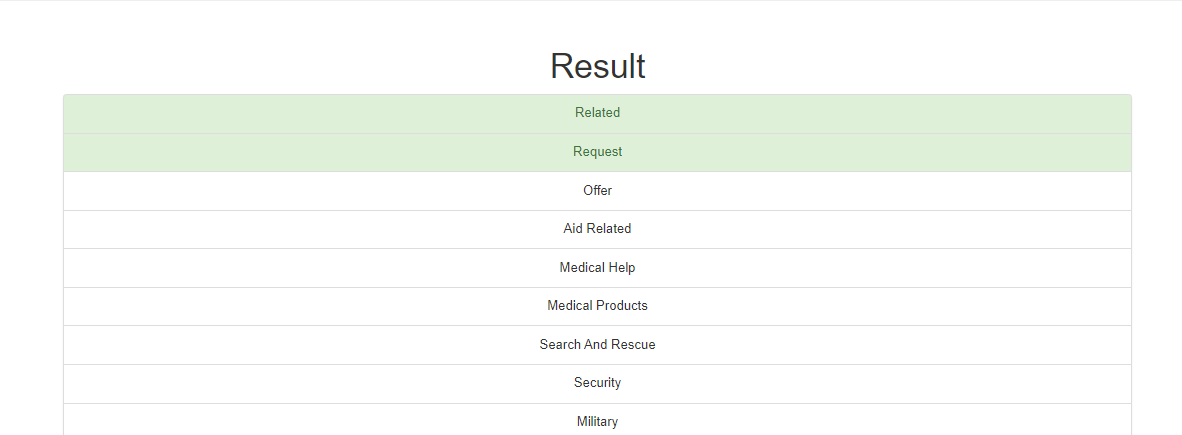 Result
Related
Request
Offer
Aid Related
Medical Help
Medical Products
Search And Rescue
Security
Military